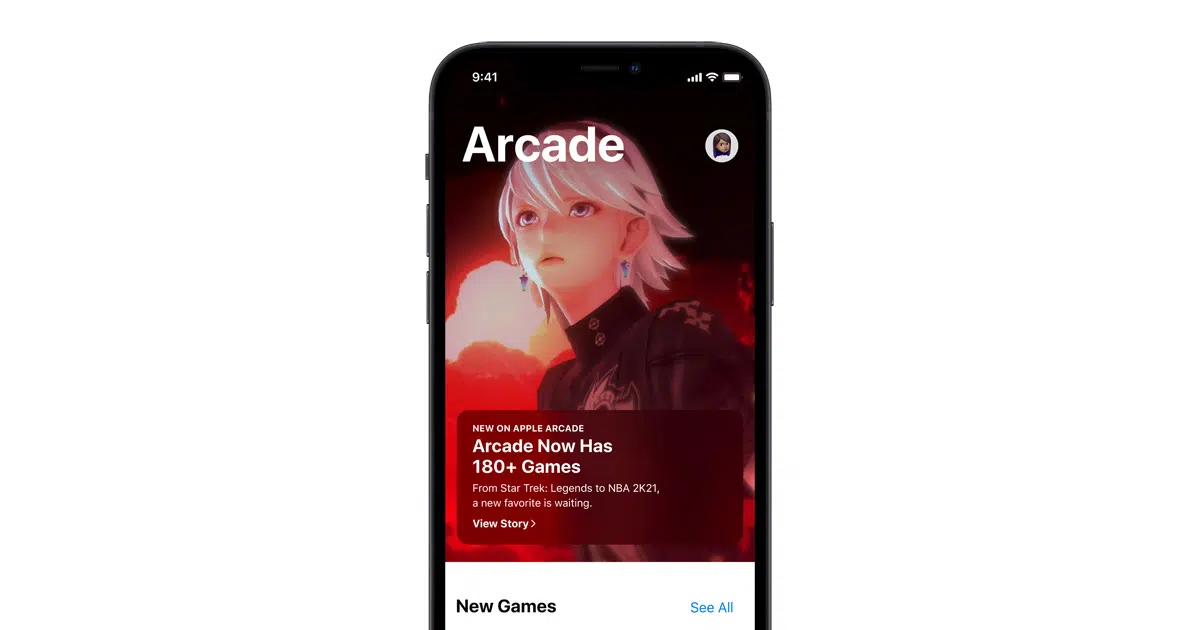 9:41
Arcade
NEW ON APPLE ARCADE
Arcade Now Has
180+ Games
From Star Trek: Legends to NBA 2K21,
a new favorite is waiting.
View Story
New Games
See All